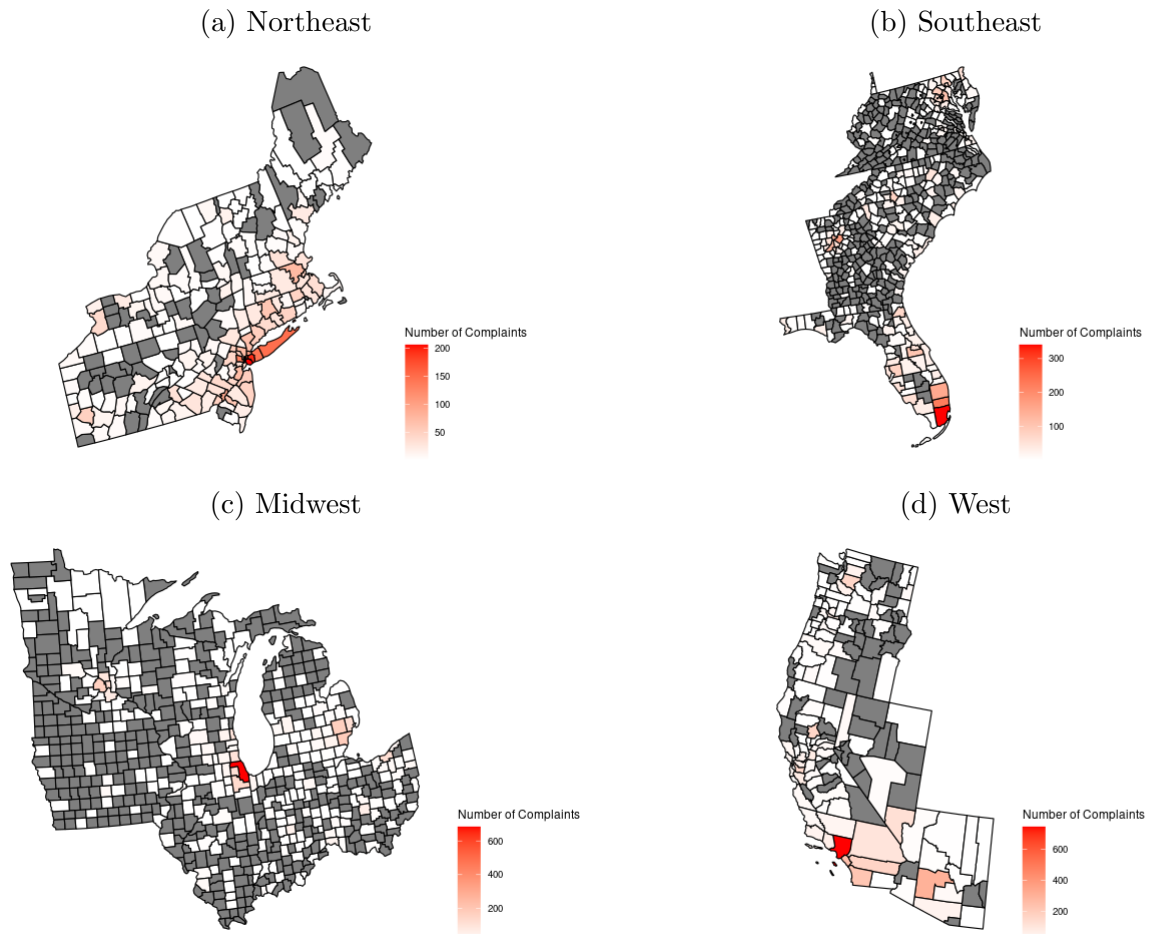 (a) Northeast
(b) Southeast
Number of Complaints
200
150
100
50
Number of Complaints
300
200
100
(c) Midwest
(d) West
Number of Complaints
600
400
200
Number of Complaints
600
400
200